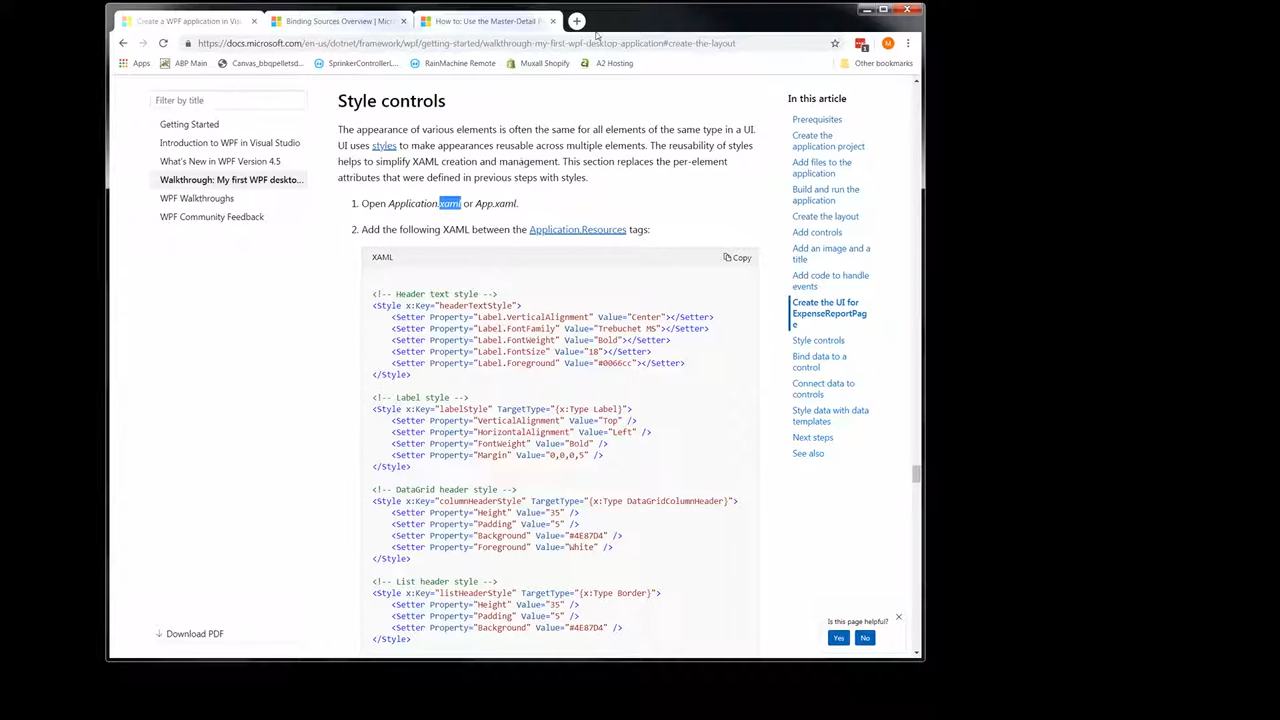 Create a WPF application in Visu
Binding Sources Overview | Micr
How to: Use the Master-Detail P
https://docs.microsoft.com/en-us/dotnet/framework/wpf/getting-started/walkthrough-my-first-wpf-desktop-application#create-the-layout
1
M
Apps
ABP Main
Canvas_bbqpelletsd...
SprinkerControllerL...
RainMachine Remote
Muxall Shopify
A2 Hosting
Other bookmarks
Filter by title
Getting Started
Introduction to WPF in Visual Studio
What's New in WPF Version 4.5
Walkthrough: My first WPF deskto...
WPF Walkthroughs
WPF Community Feedback
Download PDF
Style controls
The appearance of various elements is often the same for all elements of the same type in a UI.
UI uses styles to make appearances reusable across multiple elements. The reusability of styles
helps to simplify XAML creation and management. This section replaces the per-element
attributes that were defined in previous steps with styles.
1. Open Application.xaml or App.xaml.
2. Add the following XAML between the Application.Resources tags:
XAML
Copy
<!-- Header text style -->
<Style x:Key="headerTextStyle">
<Setter Property="Label.VerticalAlignment" Value="Center"></Setter>
<Setter Property="Label.FontFamily" Value="Trebuchet MS"></Setter>
<Setter Property="Label.FontWeight" Value="Bold"></Setter>
<Setter Property="Label.FontSize" Value="18"></Setter>
<Setter Property="Label.Foreground" Value="#0066cc"></Setter>
</Style>
<!-- Label style -->
<Style x:Key="labelStyle" TargetType="{x:Type Label}">
<Setter Property="VerticalAlignment" Value="Top" />
<Setter Property="HorizontalAlignment" Value="Left" />
<Setter Property="FontWeight" Value="Bold" />
<Setter Property="Margin" Value="0,0,0,5" />
</Style>
<!-- DataGrid header style -->
<Style x:Key="columnHeaderStyle" TargetType="{x:Type DataGridColumnHeader}">
<Setter Property="Height" Value="35" />
<Setter Property="Padding" Value="5" />
<Setter Property="Background" Value="#4E87D4" />
<Setter Property="Foreground" Value="White" />
</Style>
<!-- List header style -->
<Style x:Key="listHeaderStyle" TargetType="{x:Type Border}">
<Setter Property="Height" Value="35" />
<Setter Property="Padding" Value="5" />
<Setter Property="Background" Value="#4E87D4" />
</Style>
In this article
Prerequisites
Create the
application project
Add files to the
application
Build and run the
application
Create the layout
Add controls
Add an image and a
title
Add code to handle
events
Create the UI for
ExpenseReportPag
e
Style controls
Bind data to a
control
Connect data to
controls
Style data with data
templates
Next steps
See also
Is this page helpful?
Yes
No